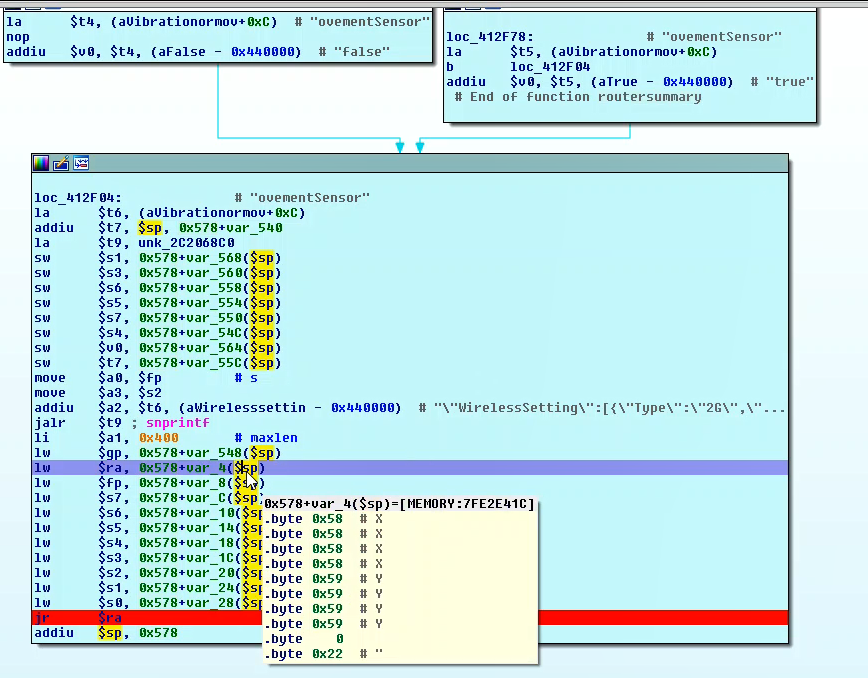 la      $t4, (aVibrationormov+0xC)  # "ovementSensor"
nop
addiu   $v0, $t4, (aFalse - 0x440000)  # "false"
loc_412F78:             # "ovementSensor"
la      $t5, (aVibrationormov+0xC)
b       loc_412F04
addiu   $v0, $t5, (aTrue - 0x440000)  # "true"
# End of function routersummary
loc_412F04:             # "ovementSensor"
la      $t6, (aVibrationormov+0xC)
addiu   $t7, $sp, 0x578+var_540
la      $t9, unk_2C2068C0
sw      $s1, 0x578+var_568($sp)
sw      $s3, 0x578+var_560($sp)
sw      $s6, 0x578+var_558($sp)
sw      $s5, 0x578+var_554($sp)
sw      $s7, 0x578+var_550($sp)
sw      $s4, 0x578+var_54C($sp)
sw      $v0, 0x578+var_564($sp)
sw      $t7, 0x578+var_55C($sp)
move    $a0, $fp        # s
move    $a3, $s2
addiu   $a2, $t6, (aWirelesssettin - 0x440000)  # "\"WirelessSetting\":[{\"Type\":\"2G\",\"...
jalr    $t9 ; snprintf
li      $a1, 0x400      # maxlen
lw      $gp, 0x578+var_548($sp)
lw      $ra, 0x578+var_4($sp)
lw      $fp, 0x578+var_8($sp)
lw      $s7, 0x578+var_C($sp)
lw      $s6, 0x578+var_10($sp
lw      $s5, 0x578+var_14($sp
lw      $s4, 0x578+var_18($sp
lw      $s3, 0x578+var_1C($sp
lw      $s2, 0x578+var_20($sp
lw      $s1, 0x578+var_24($sp
lw      $s0, 0x578+var_28($sp
jr      $ra
addiu   $sp, 0x578
0x578+var_4($sp)=[MEMORY:7FE2E41C]
.byte 0x58  # X
.byte 0x58  # X
.byte 0x58  # X
.byte 0x58  # X
.byte 0x59  # Y
.byte 0x59  # Y
.byte 0x59  # Y
.byte 0x59  # Y
.byte    0
.byte 0x22  # "